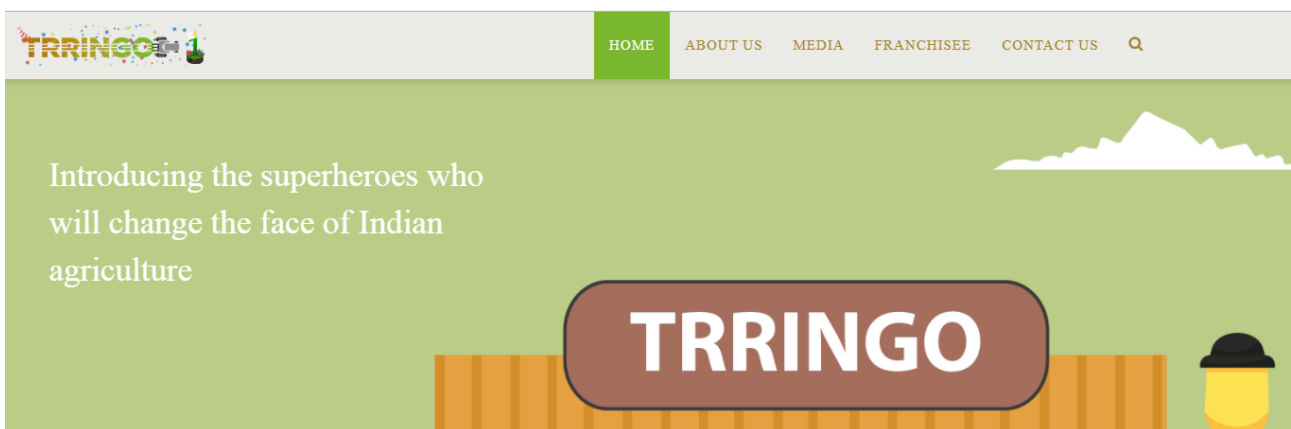 TRRINGO 1
HOME ABOUT US MEDIA FRANCHISEE CONTACT US
Introducing the superheroes who
will change the face of Indian
agriculture
TRRINGO